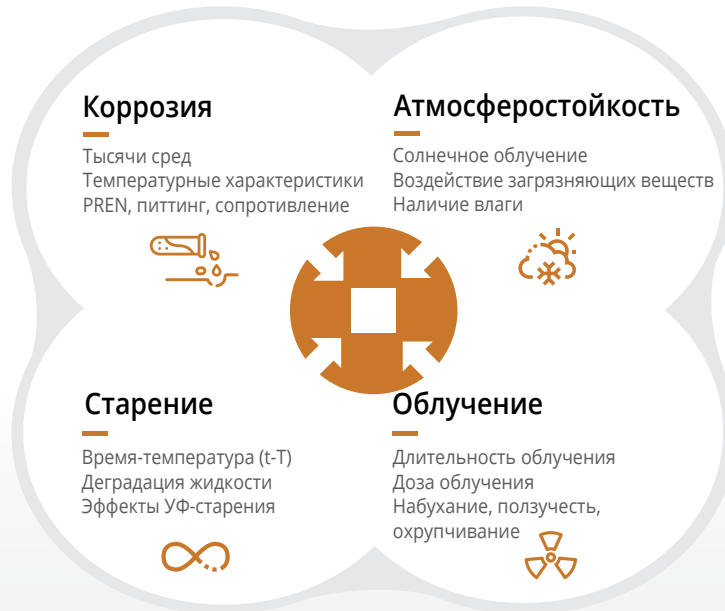 Коррозия
Тысячи сред
Температурные характеристики
PREN, питтинг, сопротивление
Атмосферостойкость
Солнечное облучение
Воздействие загрязняющих веществ
Наличие влаги
Старение
Время-температура (t-T)
Деградация жидкости
Эффекты УФ-старения
Облучение
Длительность облучения
Доза облучения
Набухание, ползучесть,
охрупчивание